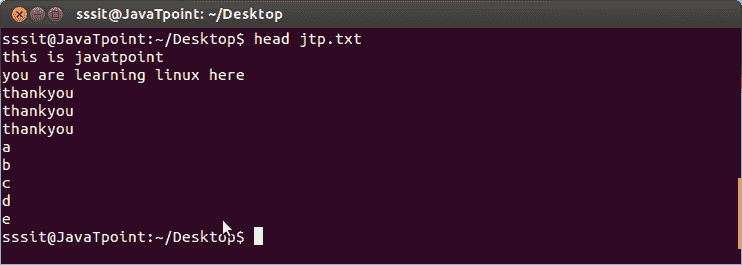 sssit@JavaTpoint: ~/Desktop
sssit@JavaTpoint:~/Desktop$ head jtp.txt
this is javatpoint
you are learning linux here
thankyou
thankyou
thankyou
a
b
c
d
e
sssit@JavaTpoint:~/Desktop$